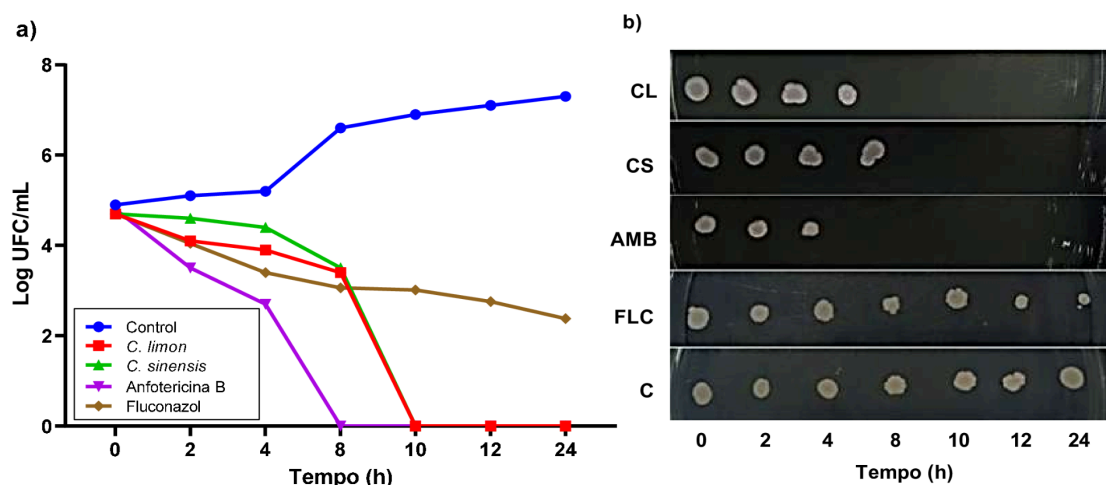 a)
8
6
4
2
0
Log UFC/mL
Control
C. limon
C. sinensis
Anfotericina B
Fluconazol
0 2 4 8 10 12 24
Tempo (h)
b)
CL
CS
AMB
FLC
C
0 2 4 8 10 12 24
Tempo (h)